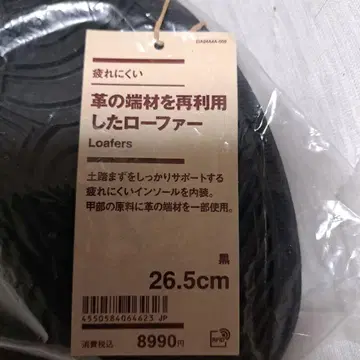 疲れにくい
革の端材を再利用
したローファー
Loafers
土踏まずをしっかりサポートする
疲れにくいインソールを内装。
甲部の原料に革の端材を一部使用。
黒
26.5cm
4550584064623 JP
消費税込 8990円